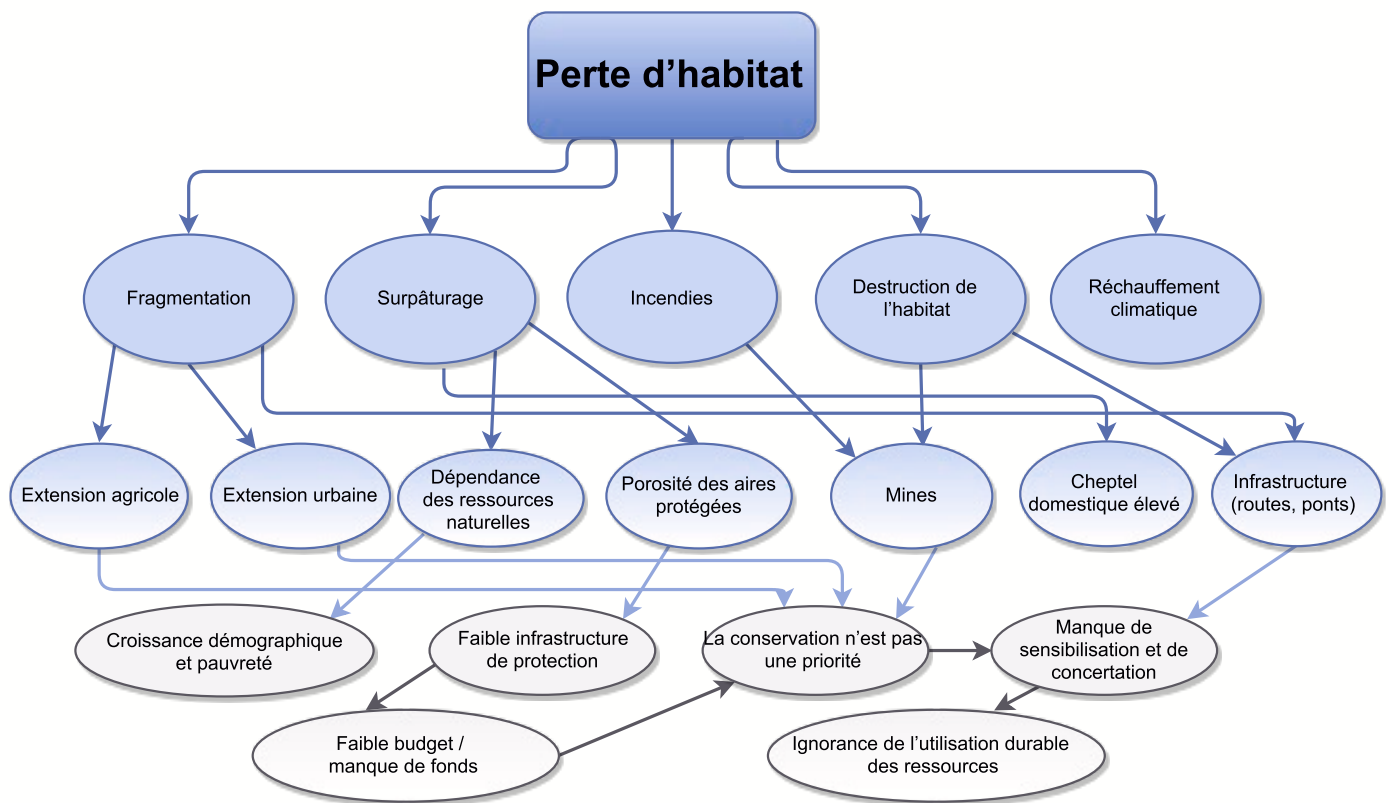 Perte d’habitat
Fragmentation
Surpâturage
Incendies
Destruction de
l’habitat
Réchauffement
climatique
Extension agricole
Extension urbaine
Dépendance
des ressources
naturelles
Porosité des aires
protégées
Mines
Cheptel
domestique élevé
Infrastructure
(routes, ponts)
Croissance démographique
et pauvreté
Faible infrastructure
de protection
La conservation n’est pas
une priorité
Manque de
sensibilisation et de
concertation
Faible budget /
manque de fonds
Ignorance de l’utilisation durable
des ressources